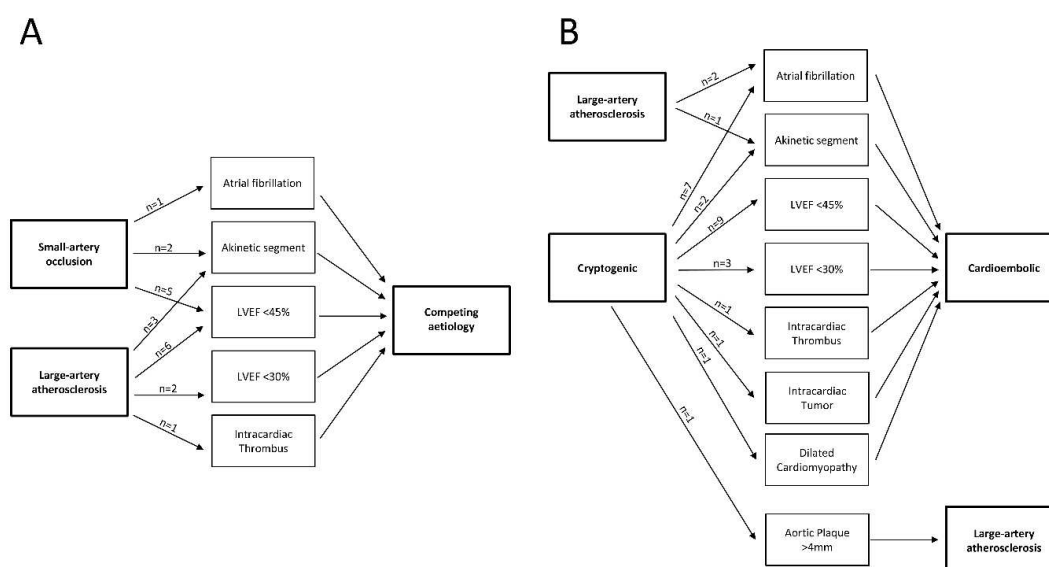 A
Small-artery
occlusion
Large-artery
atherosclerosis
n=1
n=2
n=5
n=3
n=6
n=2
n=1
Atrial fibrillation
Akinetic segment
LVEF <45%
LVEF <30%
Intracardiac
Thrombus
Competing
aetiology
B
Large-artery
atherosclerosis
Cryptogenic
n=2
n=1
n=7
n=2
n=9
n=3
n=1
n=1
n=1
n=1
Atrial fibrillation
Akinetic segment
LVEF <45%
LVEF <30%
Intracardiac
Thrombus
Intracardiac
Tumor
Dilated
Cardiomyopathy
Aortic Plaque
>4mm
Cardioembolic
Large-artery
atherosclerosis